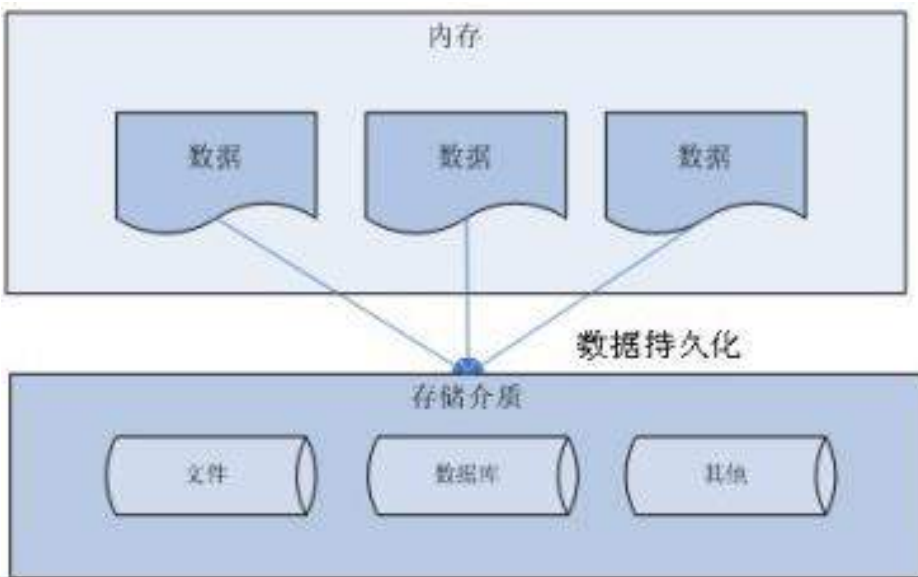 内存
数据 数据 数据
数据持久化
存储介质
文件 数据库 其他